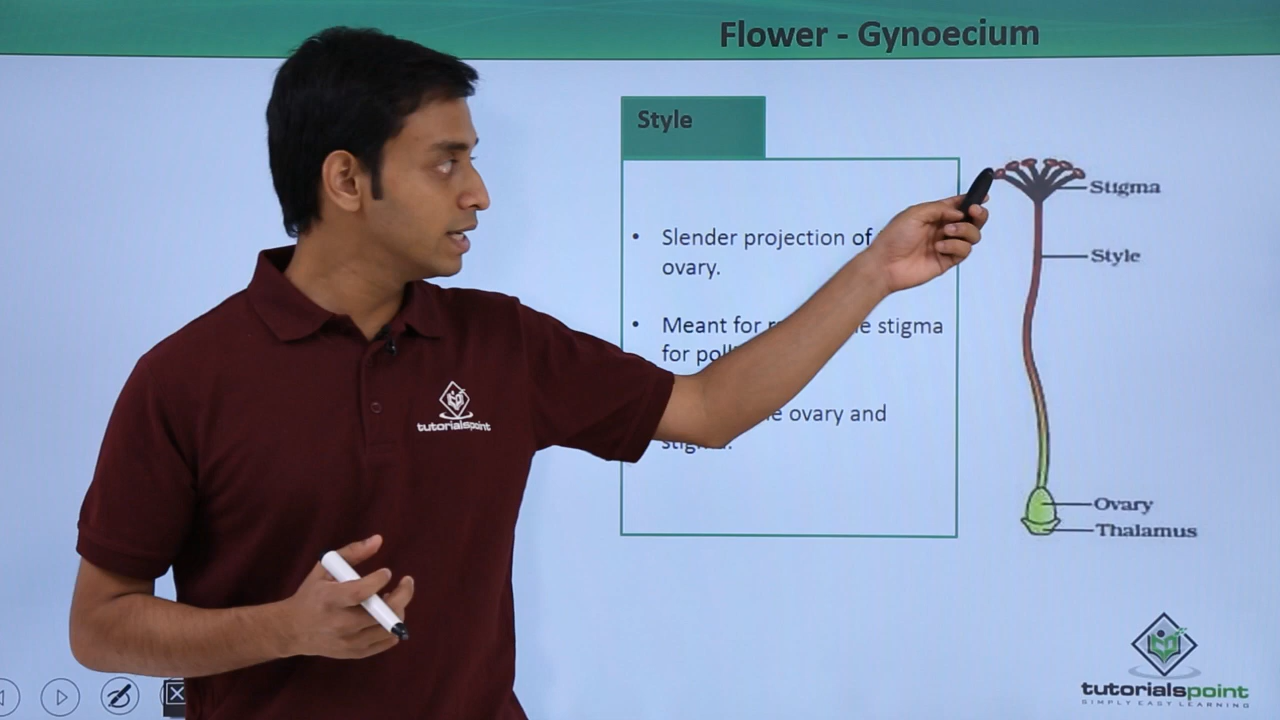 Flower - Gynoecium
Style
• Slender projection of
ovary.
• Meant for stigma
for
ovary and
stigma.
Stigma
Style
Ovary
Thalamus
tutorialspoint
tutorialspoint
SIMPLY EASY LEARNING